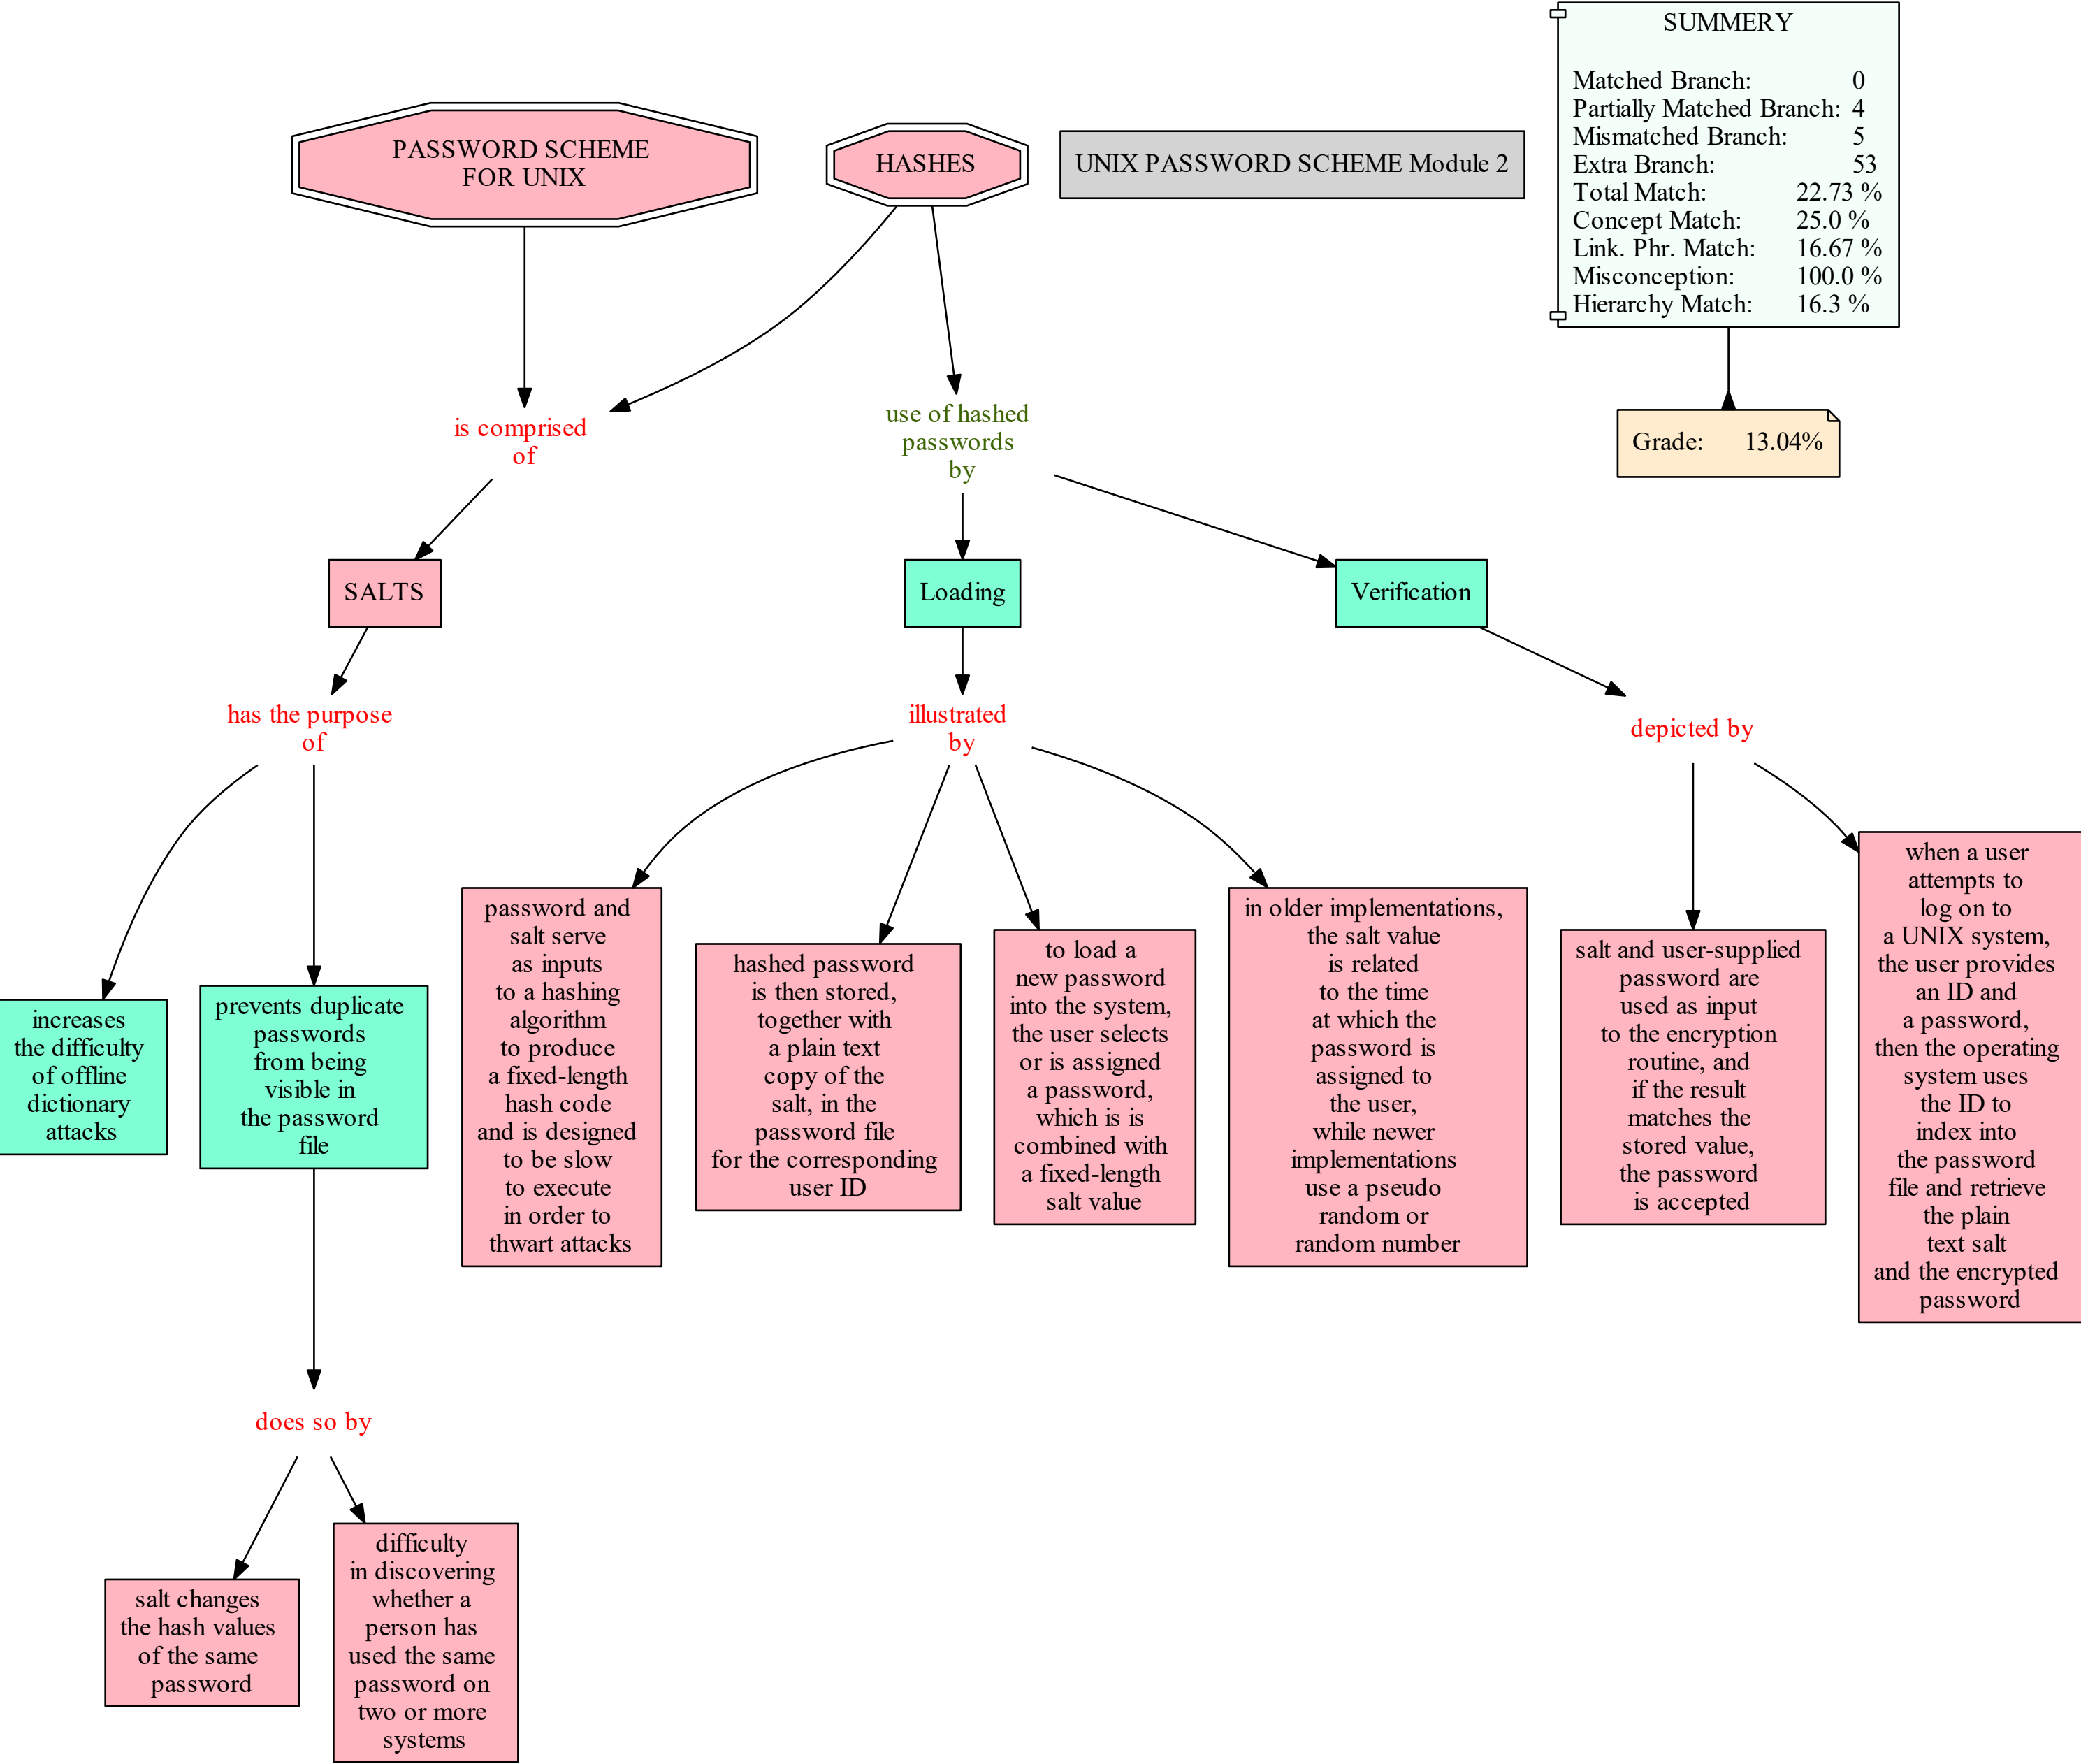 SUMMERY
Matched Branch: 0
Partially Matched Branch: 4
Mismatched Branch: 5
Extra Branch: 53
Total Match: 22.73 %
Concept Match: 25.0 %
Link. Phr. Match: 16.67 %
Misconception: 100.0 %
Hierarchy Match: 16.3 %
PASSWORD SCHEME
FOR UNIX
HASHES
UNIX PASSWORD SCHEME Module 2
Grade: 13.04%
is comprised
of
use of hashed
passwords
by
SALTS
Loading
Verification
has the purpose
of
illustrated
by
depicted by
increases
the difficulty
of offline
dictionary
attacks
prevents duplicate
passwords
from being
visible in
the password
file
password and
salt serve
as inputs
to a hashing
algorithm
to produce
a fixed-length
hash code
and is designed
to be slow
to execute
in order to
thwart attacks
hashed password
is then stored,
together with
a plain text
copy of the
salt, in the
password file
for the corresponding
user ID
to load a
new password
into the system,
the user selects
or is assigned
a password,
which is is
combined with
a fixed-length
salt value
in older implementations,
the salt value
is related
to the time
at which the
password is
assigned to
the user,
while newer
implementations
use a pseudo
random or
random number
salt and user-supplied
password are
used as input
to the encryption
routine, and
if the result
matches the
stored value,
the password
is accepted
when a user
attempts to
log on to
a UNIX system,
the user provides
an ID and
a password,
then the operating
system uses
the ID to
index into
the password
file and retrieve
the plain
text salt
and the encrypted
password
does so by
salt changes
the hash values
of the same
password
difficulty
in discovering
whether a
person has
used the same
password on
two or more
systems